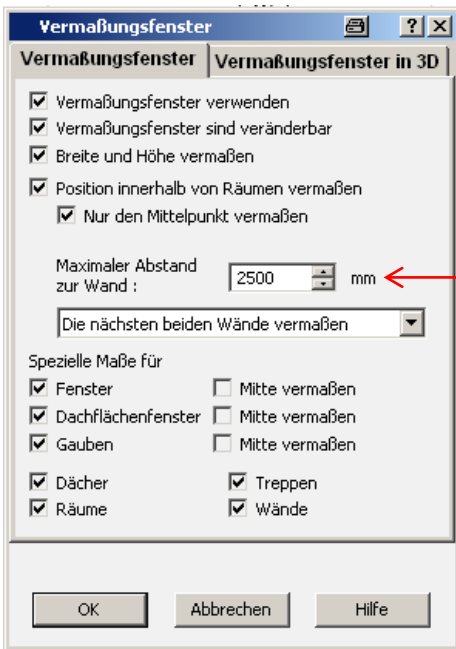 Vermaßungsfenster
Vermaßungsfenster Vermaßungsfenster in 3D
Vermaßungsfenster verwenden
Vermaßungsfenster sind veränderbar
Breite und Höhe vermaßen
Position innerhalb von Räumen vermaßen
Nur den Mittelpunkt vermaßen
Maximaler Abstand
zur Wand : 2500 mm
Die nächsten beiden Wände vermaßen
Spezielle Maße für
Fenster Mitte vermaßen
Dachflächenfenster Mitte vermaßen
Gauben Mitte vermaßen
Dächer Treppen
Räume Wände
OK Abbrechen Hilfe